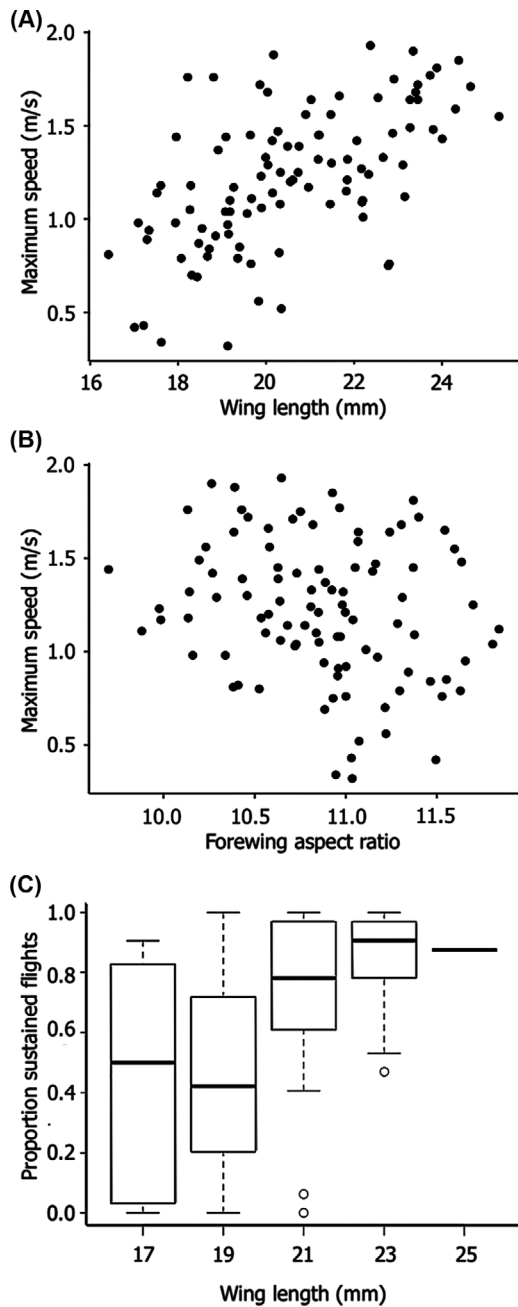 (A)
Maximum speed (m/s)
2.0
1.5
1.0
0.5
16 18 20 22 24
Wing length (mm)
(B)
Maximum speed (m/s)
2.0
1.5
1.0
0.5
10.0 10.5 11.0 11.5
Forewing aspect ratio
(C)
Proportion sustained flights
1.0
0.8
0.6
0.4
0.2
0.0
17 19 21 23 25
Wing length (mm)